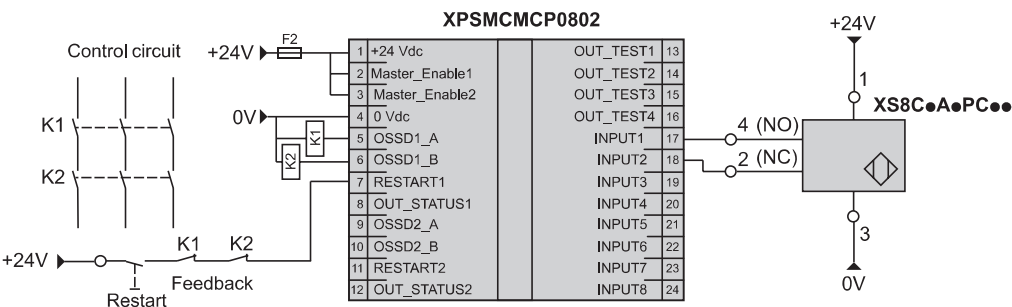 XPSMCMCP0802
Control circuit
K1
K2
+24V
F2
0V
K1
K2
1 +24 Vdc
2 Master_Enable1
3 Master_Enable2
4 0 Vdc
5 OSSD1_A
6 OSSD1_B
7 RESTART1
8 OUT_STATUS1
9 OSSD2_A
10 OSSD2_B
11 RESTART2
12 OUT_STATUS2
OUT_TEST1 13
OUT_TEST2 14
OUT_TEST3 15
OUT_TEST4 16
INPUT1 17
INPUT2 18
INPUT3 19
INPUT4 20
INPUT5 21
INPUT6 22
INPUT7 23
INPUT8 24
+24V
1
XS8C●A●PC●●
4 (NO)
2 (NC)
3
0V
+24V
K1 K2
Feedback
Restart